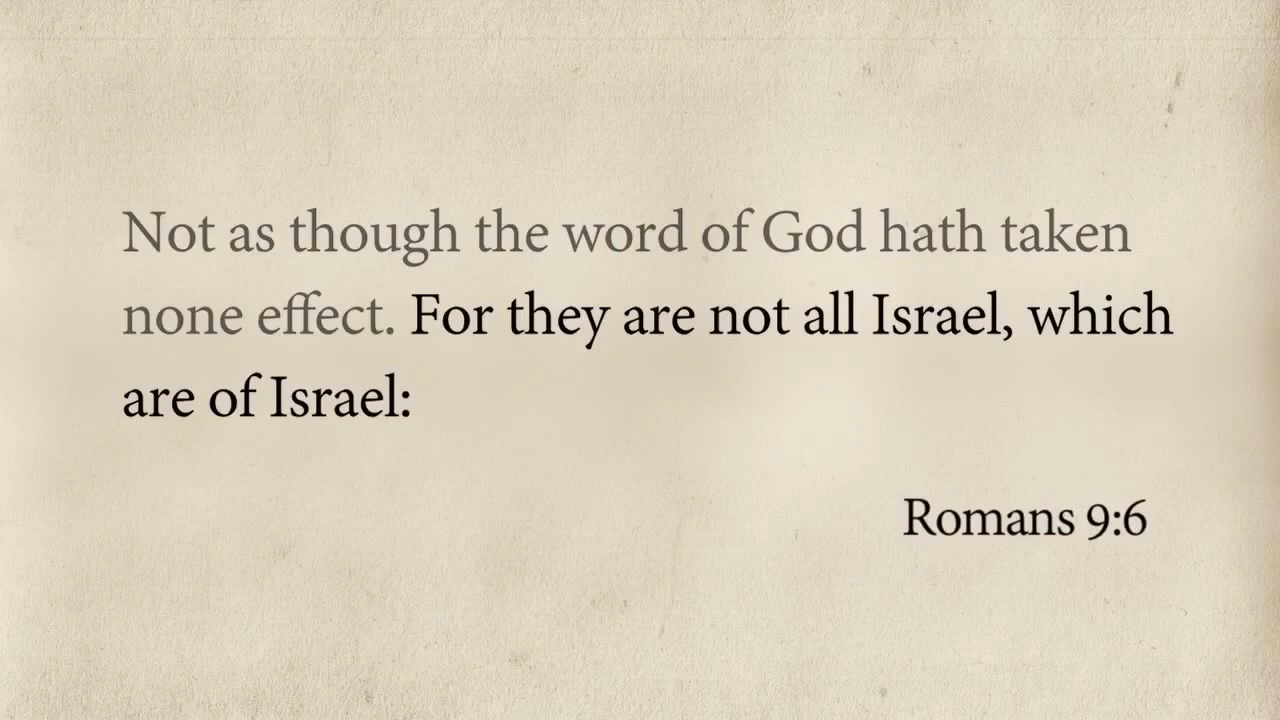 Not as though the word of God hath taken
none effect. For they are not all Israel, which
are of Israel:
Romans 9:6